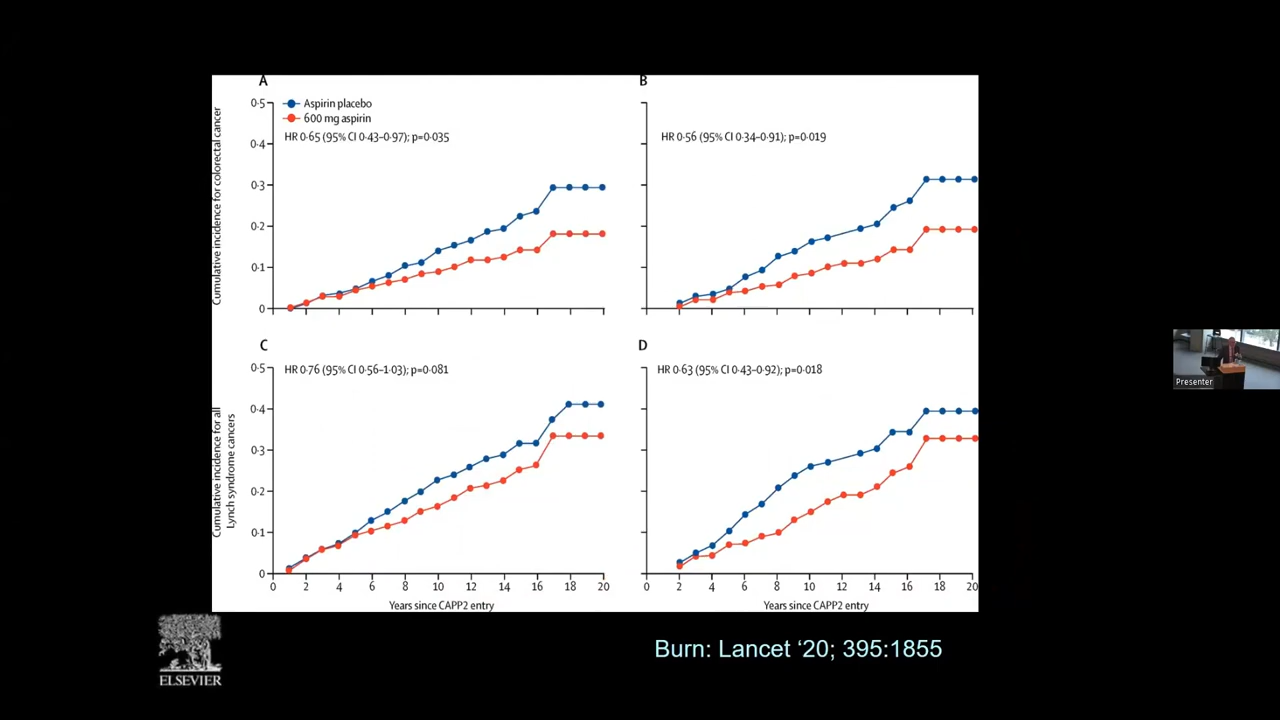 A
Aspirin placebo
600 mg aspirin
HR 0·65 (95% CI 0·43–0·97); p=0·035
Cumulative incidence for colorectal cancer
0·5
0·4
0·3
0·2
0·1
0
B
HR 0·56 (95% CI 0·34–0·91); p=0·019
C
HR 0·76 (95% CI 0·56–1·03); p=0·081
Cumulative incidence for all
Lynch syndrome cancers
0·5
0·4
0·3
0·2
0·1
0
0 2 4 6 8 10 12 14 16 18 20
Years since CAPP2 entry
D
HR 0·63 (95% CI 0·43–0·92); p=0·018
0 2 4 6 8 10 12 14 16 18 20
Years since CAPP2 entry
Presenter
Burn: Lancet ‘20; 395:1855
ELSEVIER